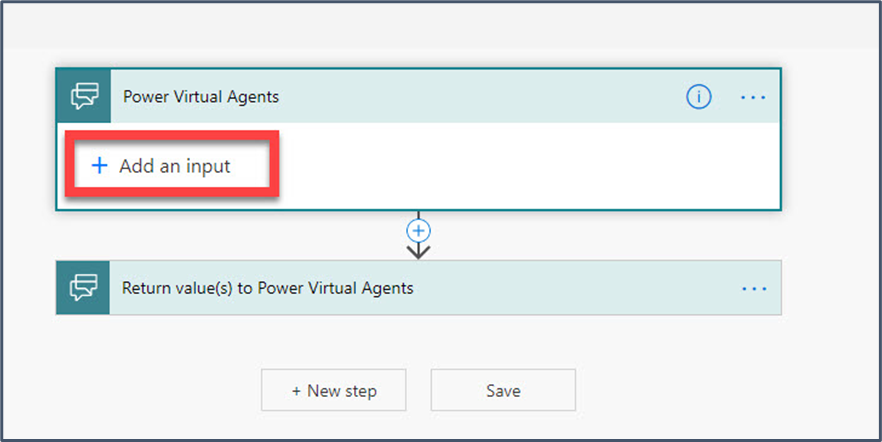 Power Virtual Agents
+ Add an input
Return value(s) to Power Virtual Agents
+ New step
Save